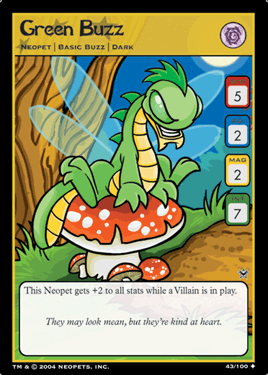 Green Buzz
Neopet | Basic Buzz | Dark
5
2
MAG
2
INT
7
This Neopet gets +2 to all stats while a Villain is in play.
They may look mean, but they're kind at heart.
TM & © 2004 NEOPETS, INC.
43/100